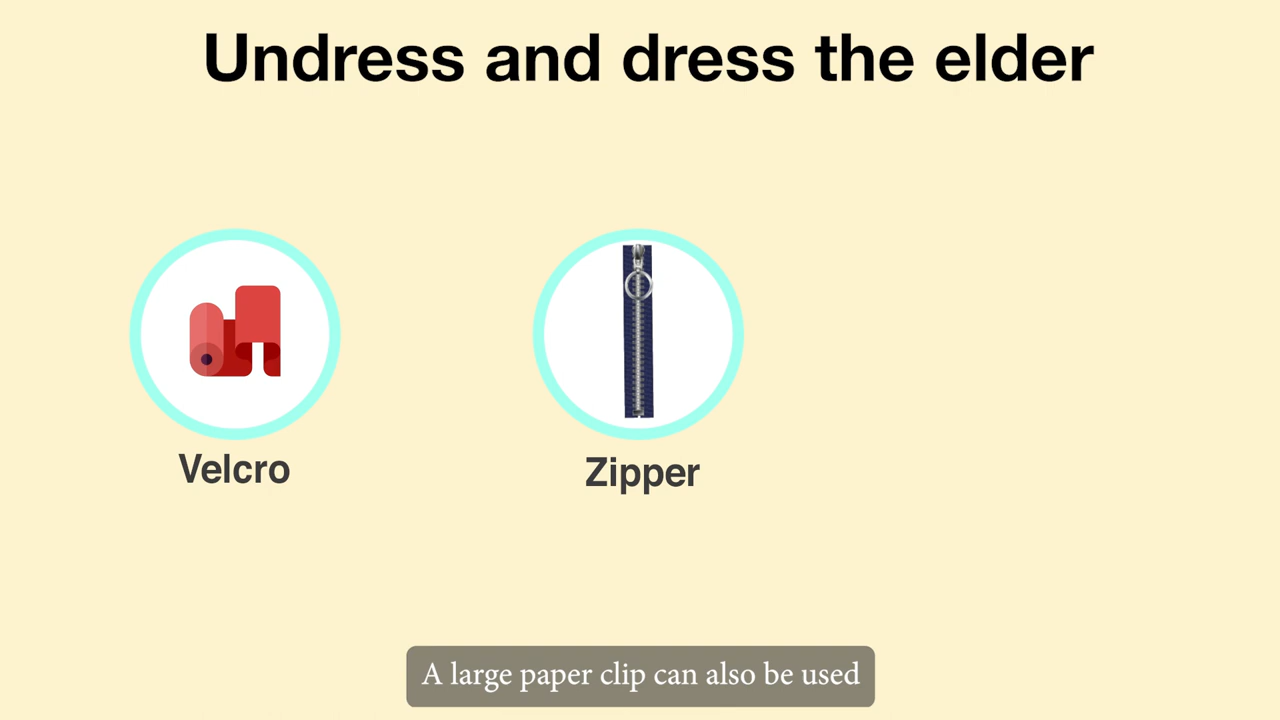 Undress and dress the elder
Velcro
Zipper
A large paper clip can also be used